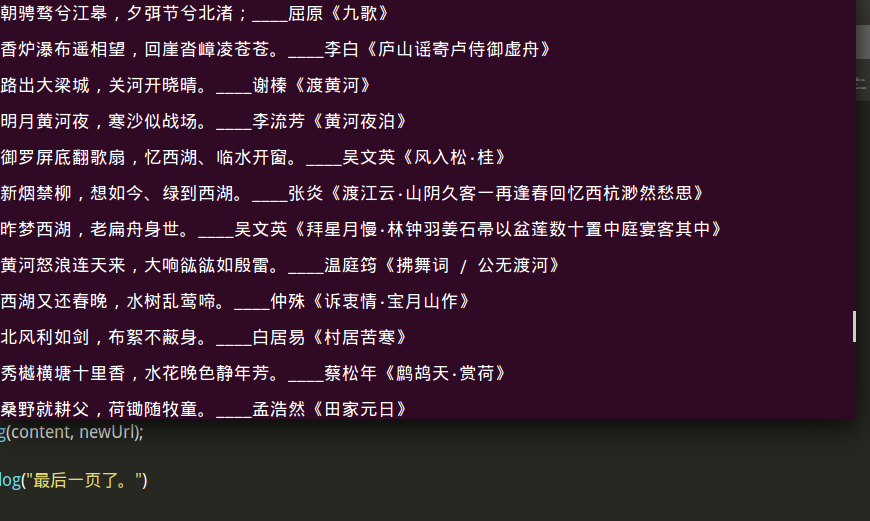 朝骋骛兮江皋，夕弭节兮北渚；____屈原《九歌》
香炉瀑布遥相望，回崖沓嶂凌苍苍。____李白《庐山谣寄卢侍御虚舟》
路出大梁城，关河开晓晴。____谢榛《渡黄河》
明月黄河夜，寒沙似战场。____李流芳《黄河夜泊》
御罗屏底翻歌扇，忆西湖、临水开窗。____吴文英《风入松·桂》
新烟禁柳，想如今、绿到西湖。____张炎《渡江云·山阴久客一再逢春回忆西杭渺然愁思》
昨梦西湖，老扁舟身世。____吴文英《拜星月慢·林钟羽姜石帚以盆莲数十置中庭宴客其中》
黄河怒浪连天来，大响谹谹如殷雷。____温庭筠《拂舞词 / 公无渡河》
西湖又还春晚，水树乱莺啼。____仲殊《诉衷情·宝月山作》
北风利如剑，布絮不蔽身。____白居易《村居苦寒》
秀樾横塘十里香，水花晚色静年芳。____蔡松年《鹧鸪天·赏荷》
桑野就耕父，荷锄随牧童。____孟浩然《田家元日》
g(content, newUrl);
log("最后一页了。")